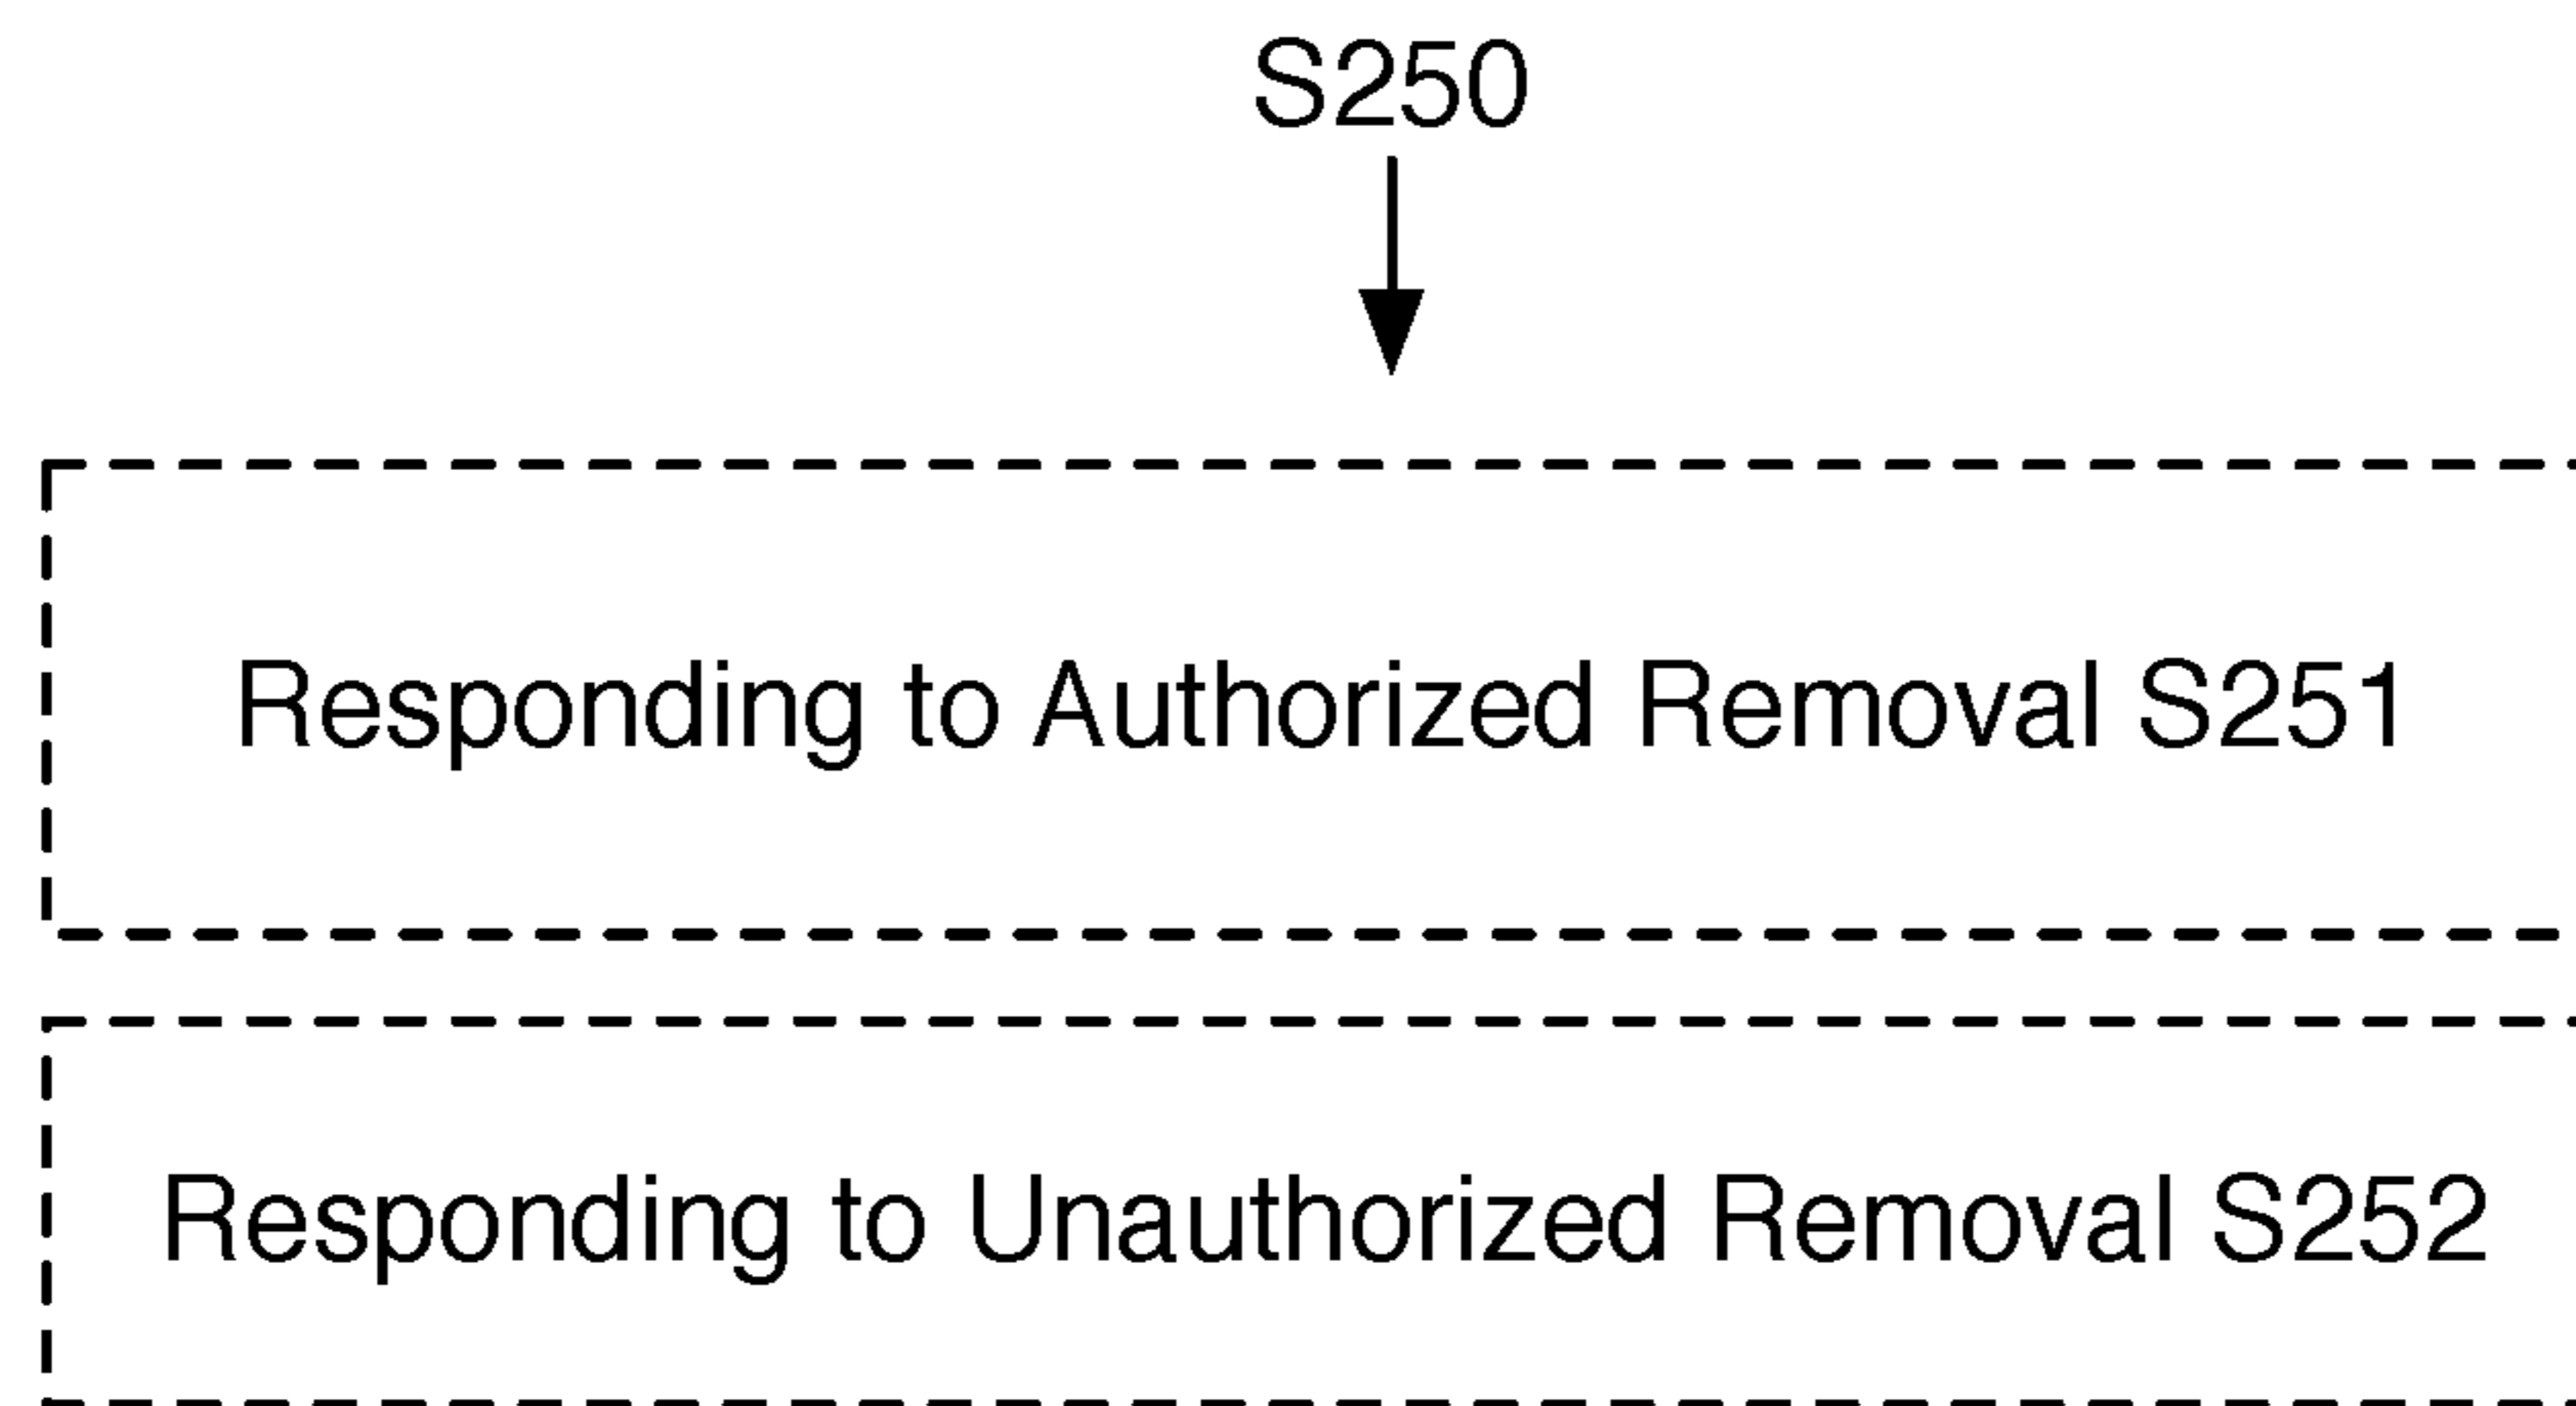 S250
Responding to Authorized Removal S251
Responding to Unauthorized Removal S252